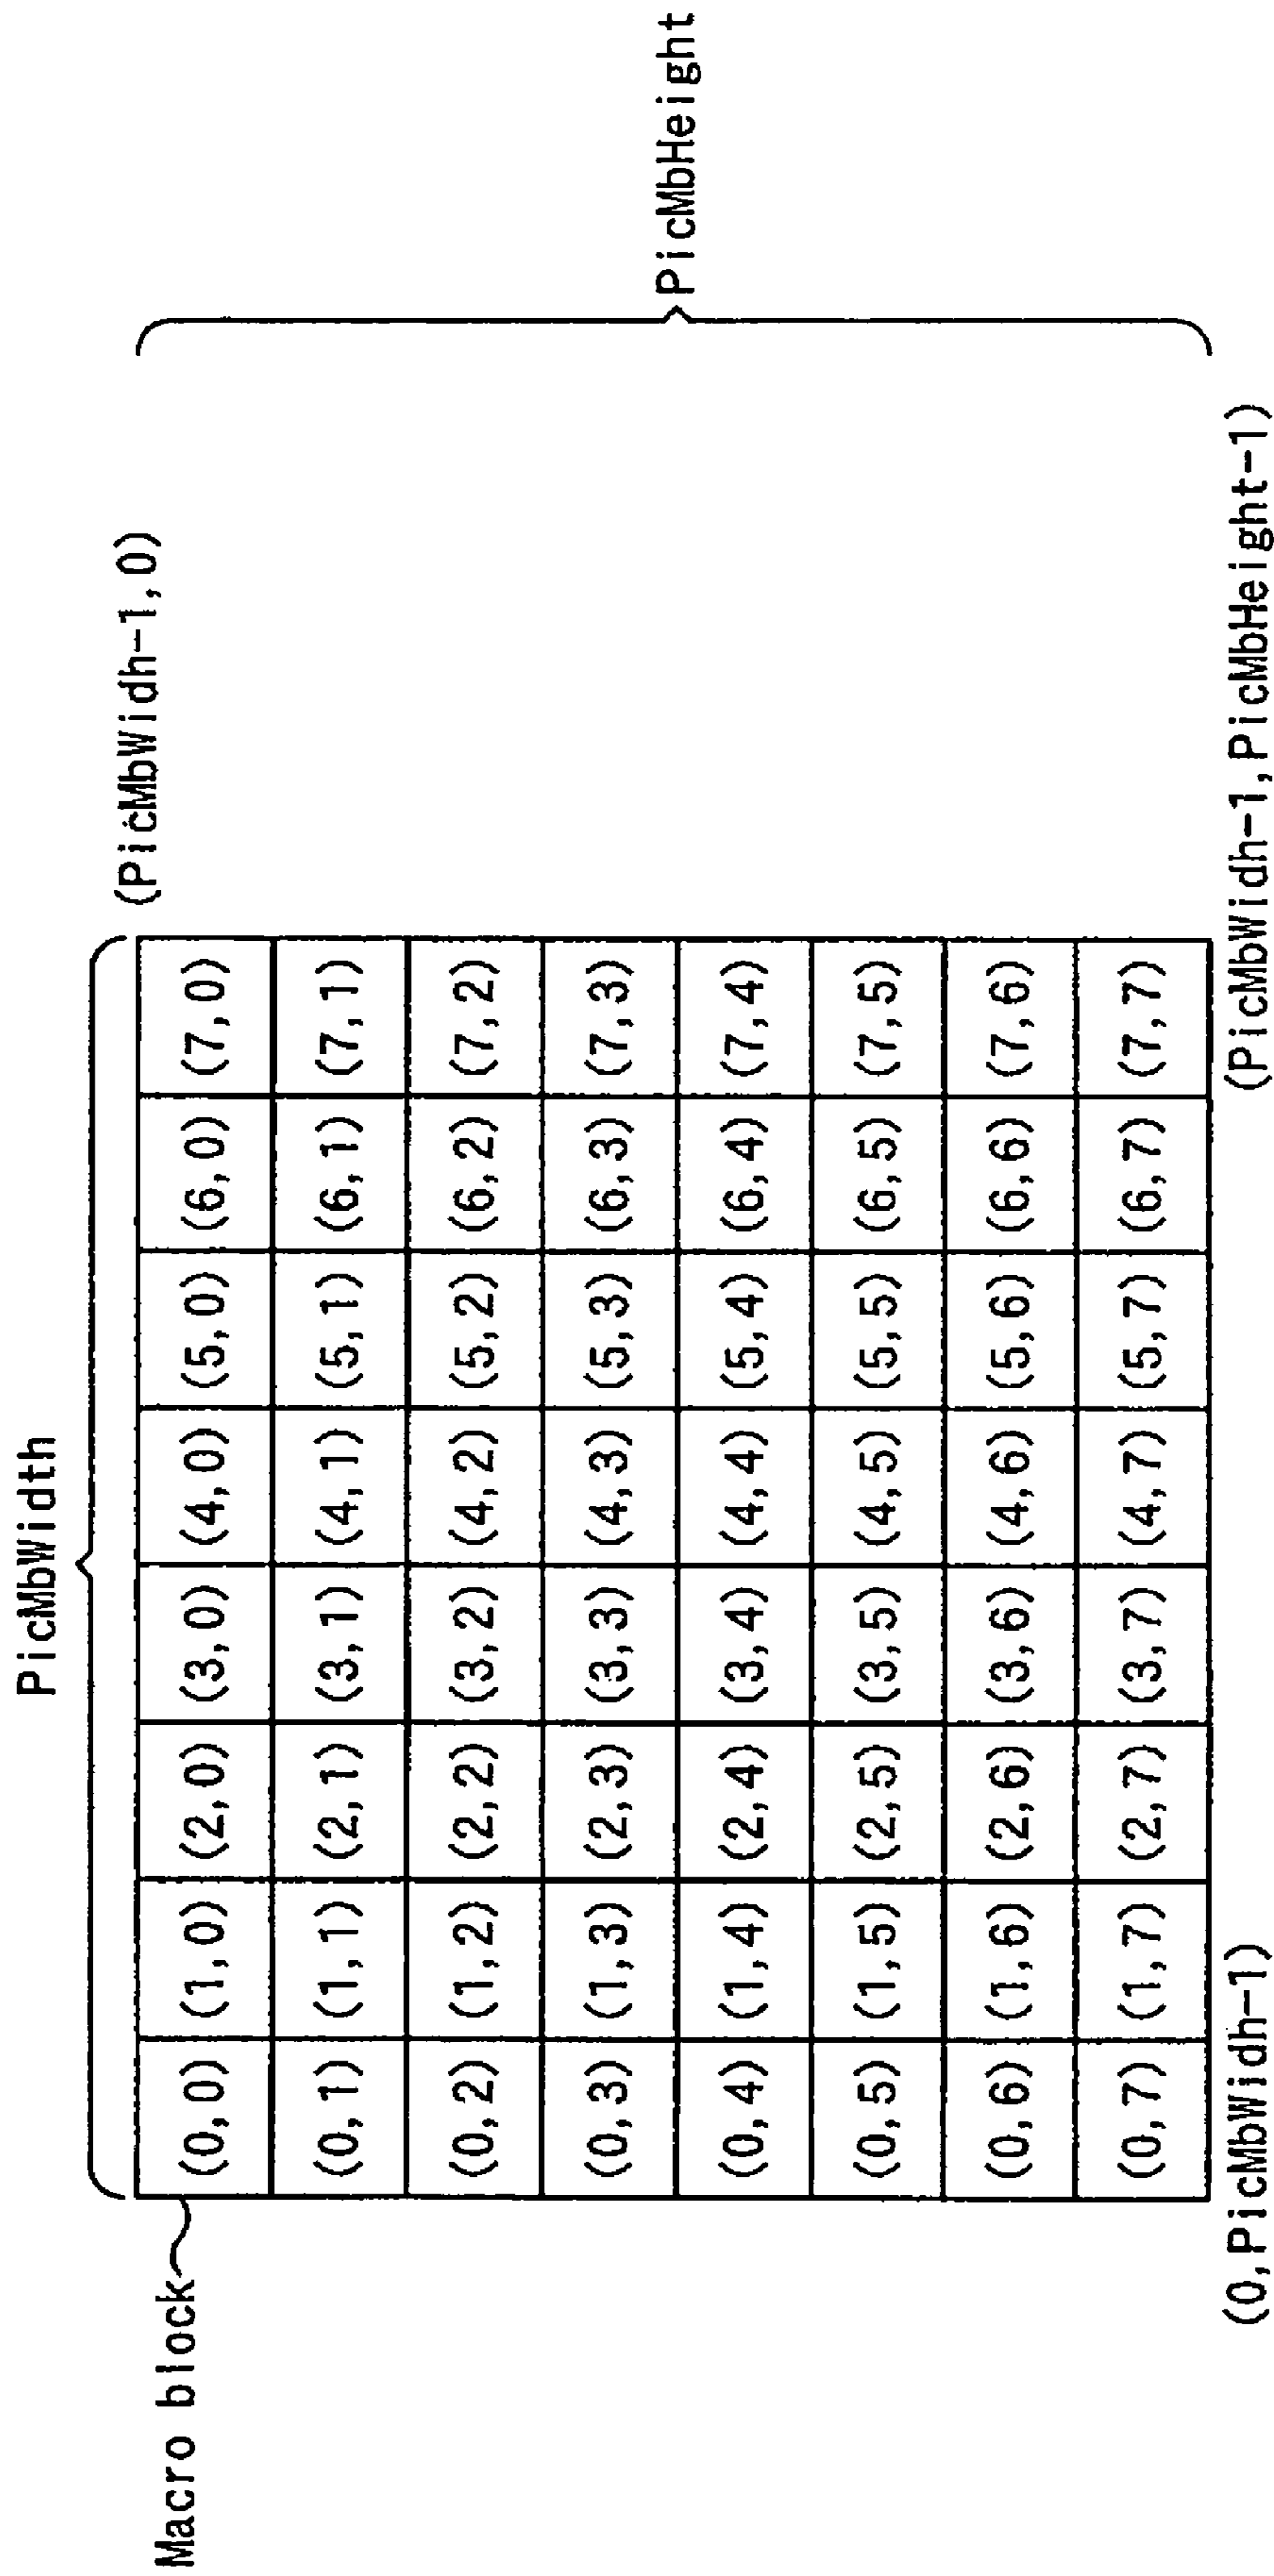 PicMbWidth
(PicMbWidh-1,0)
Macro block
(0,0) (1,0) (2,0) (3,0) (4,0) (5,0) (6,0) (7,0)
(0,1) (1,1) (2,1) (3,1) (4,1) (5,1) (6,1) (7,1)
(0,2) (1,2) (2,2) (3,2) (4,2) (5,2) (6,2) (7,2)
(0,3) (1,3) (2,3) (3,3) (4,3) (5,3) (6,3) (7,3)
(0,4) (1,4) (2,4) (3,4) (4,4) (5,4) (6,4) (7,4)
(0,5) (1,5) (2,5) (3,5) (4,5) (5,5) (6,5) (7,5)
(0,6) (1,6) (2,6) (3,6) (4,6) (5,6) (6,6) (7,6)
(0,7) (1,7) (2,7) (3,7) (4,7) (5,7) (6,7) (7,7)
PicMbHeight
(0,PicMbWidh-1)
(PicMbWidh-1,PicMbHeight-1)